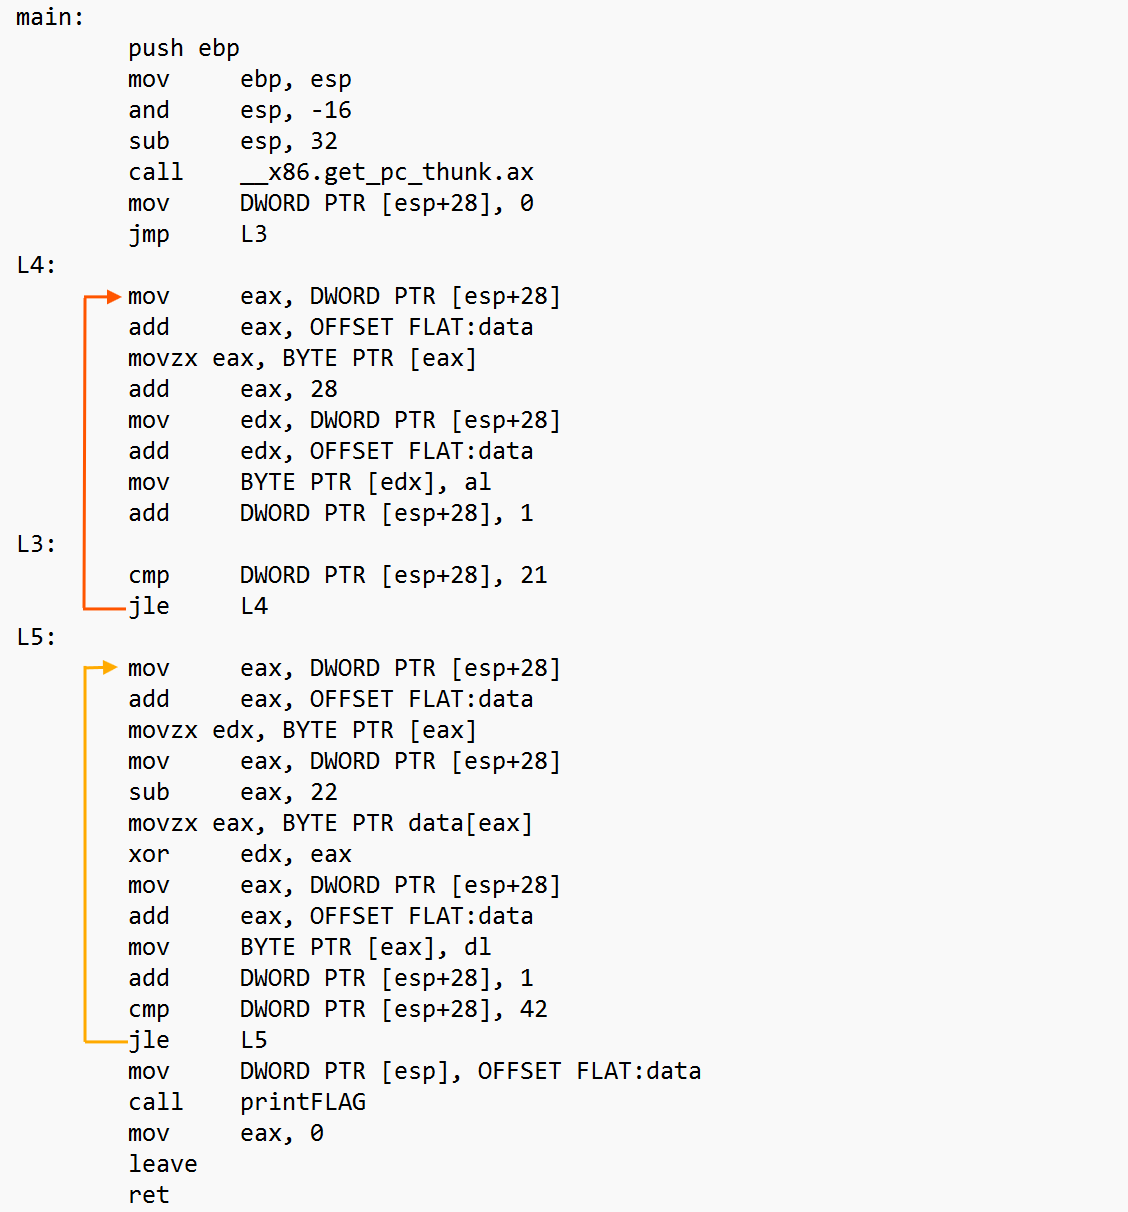 main:
push ebp
mov ebp, esp
and esp, -16
sub esp, 32
call __x86.get_pc_thunk.ax
mov DWORD PTR [esp+28], 0
jmp L3
L4:
mov eax, DWORD PTR [esp+28]
add eax, OFFSET FLAT:data
movzx eax, BYTE PTR [eax]
add eax, 28
mov edx, DWORD PTR [esp+28]
add edx, OFFSET FLAT:data
mov BYTE PTR [edx], al
add DWORD PTR [esp+28], 1
L3:
cmp DWORD PTR [esp+28], 21
jle L4
L5:
mov eax, DWORD PTR [esp+28]
add eax, OFFSET FLAT:data
movzx edx, BYTE PTR [eax]
mov eax, DWORD PTR [esp+28]
sub eax, 22
movzx eax, BYTE PTR data[eax]
xor edx, eax
mov eax, DWORD PTR [esp+28]
add eax, OFFSET FLAT:data
mov BYTE PTR [eax], dl
add DWORD PTR [esp+28], 1
cmp DWORD PTR [esp+28], 42
jle L5
mov DWORD PTR [esp], OFFSET FLAT:data
call printFLAG
mov eax, 0
leave
ret